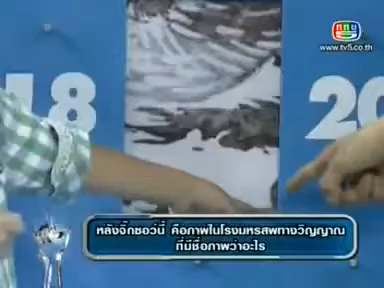 www.tv5.co.th
18
20
หลังจิ๊กซอว์นี้ คือภาพในโรงมหรสพทางวิญญาณ
ที่มีชื่อภาพว่าอะไร